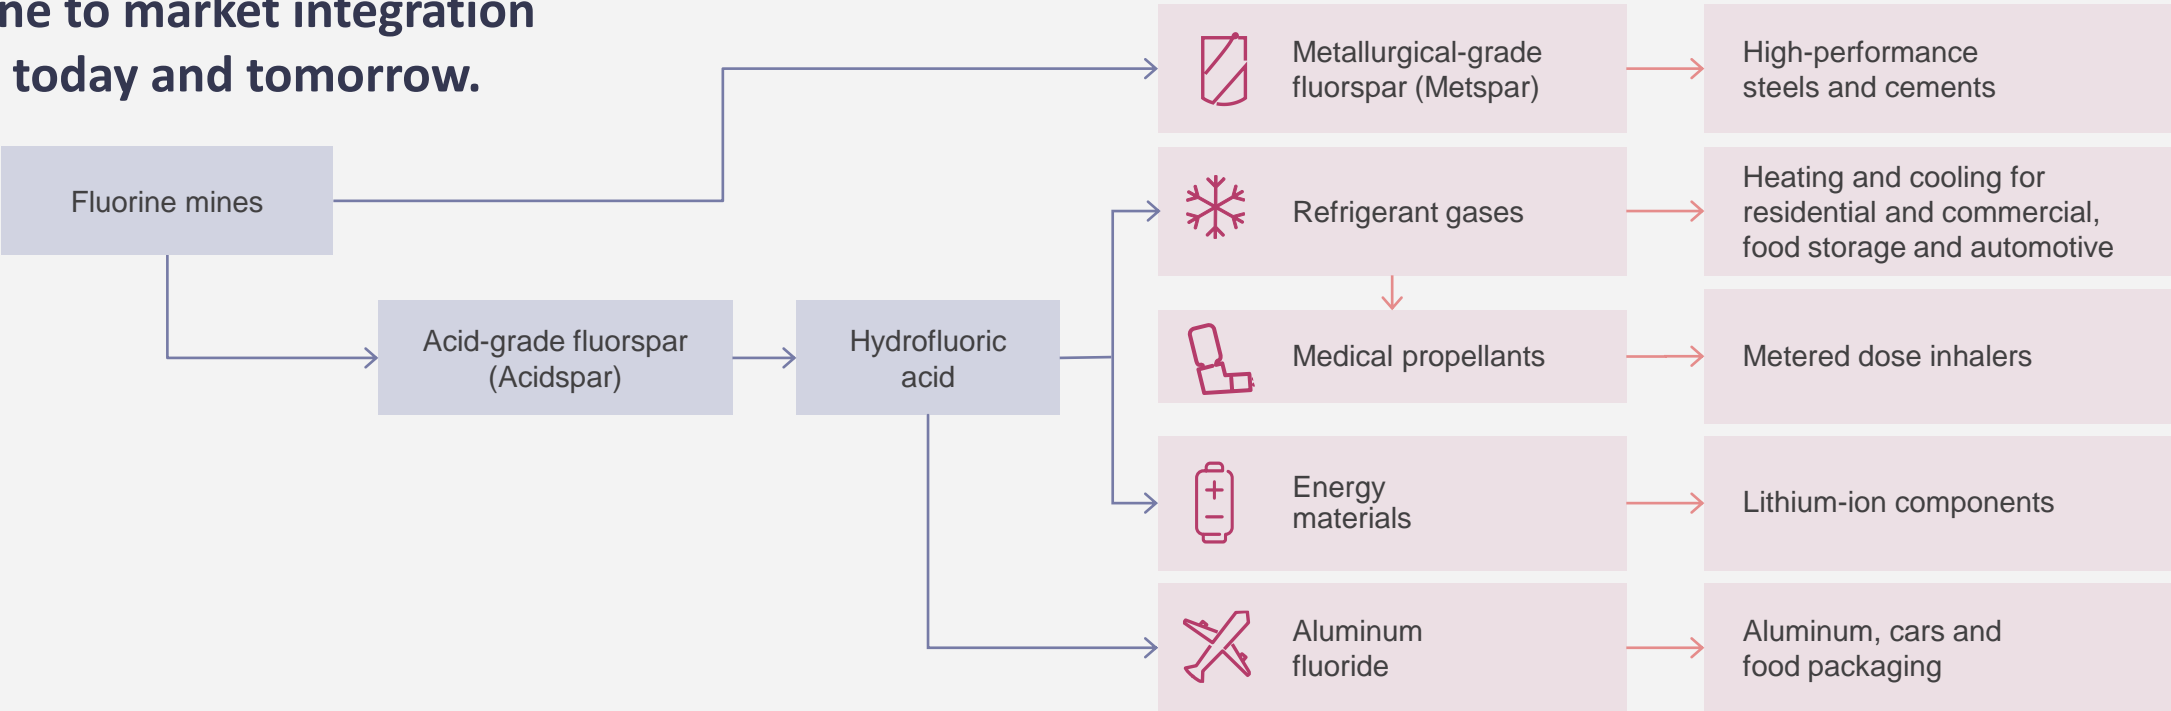 to market integration
today and tomorrow.
Fluorine mines
Acid-grade fluorspar
(Acidspar)
Hydrofluoric
acid
Metallurgical-grade
fluorspar (Metspar)
High-performance
steels and cements
Refrigerant gases
Heating and cooling for
residential and commercial,
food storage and automotive
Medical propellants
Metered dose inhalers
Energy
materials
Lithium-ion components
Aluminum
fluoride
Aluminum, cars and
food packaging